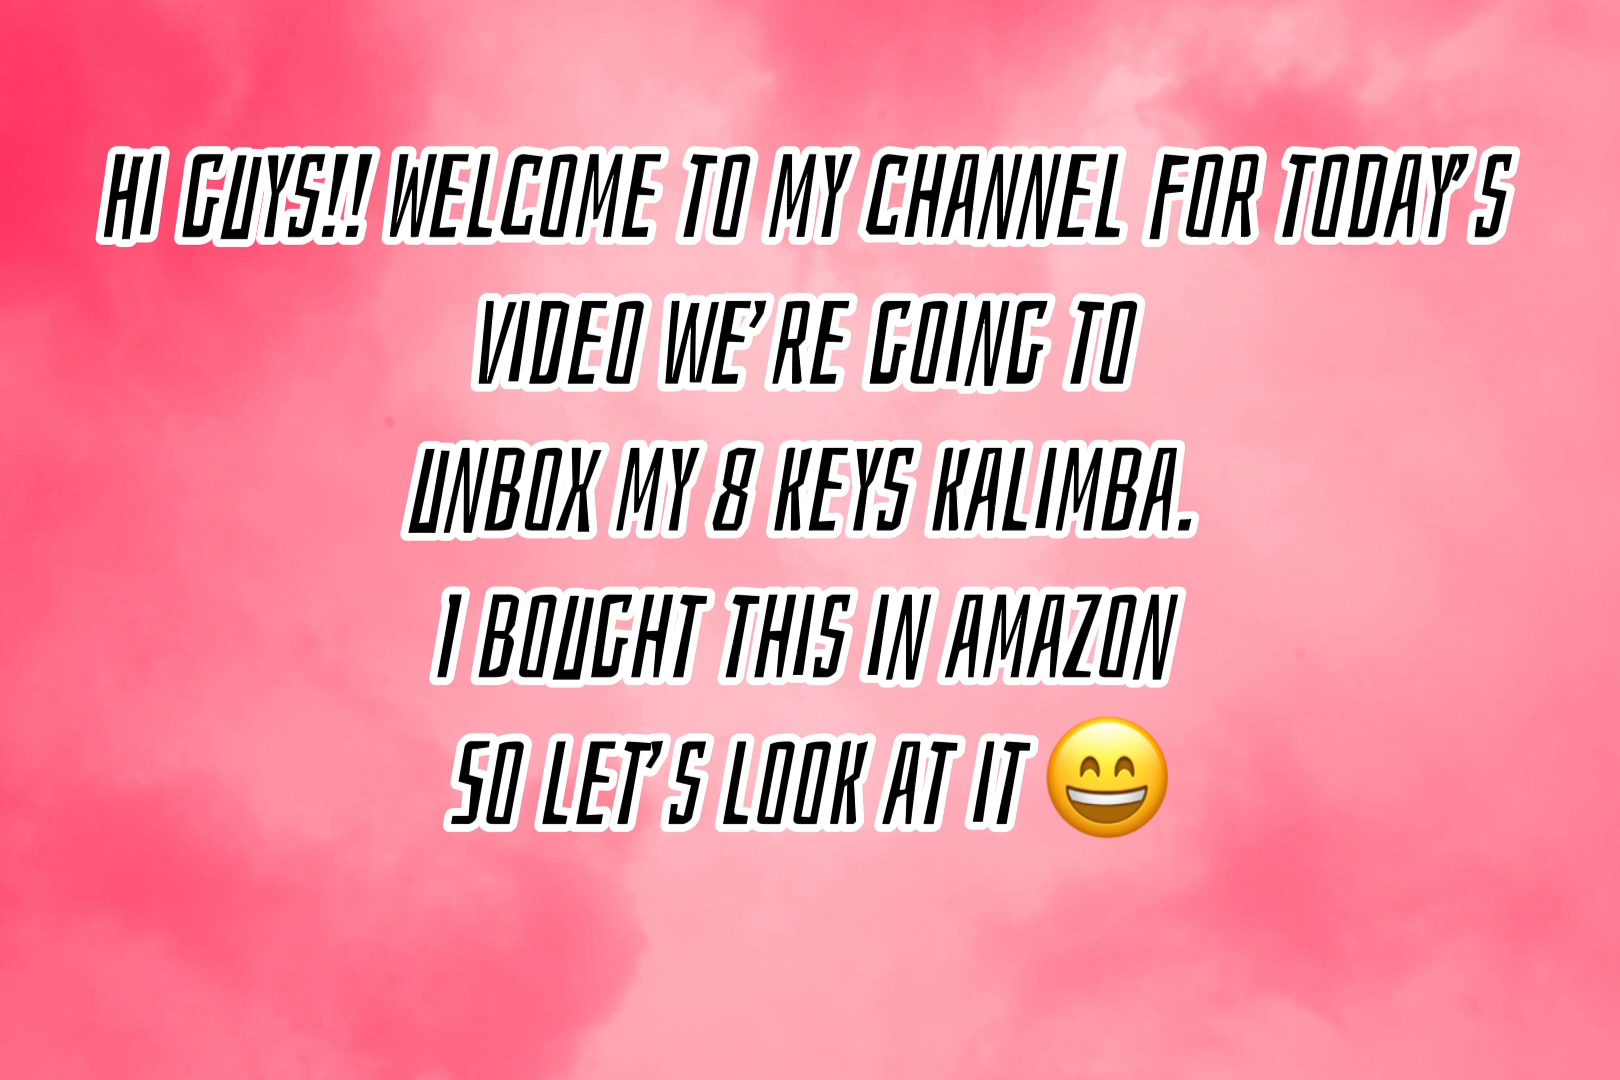 HI GUYS!! WELCOME TO MY CHANNEL FOR TODAY'S
VIDEO WE'RE GOING TO
UNBOX MY 8 KEYS KALIMBA.
I BOUGHT THIS IN AMAZON
SO LET'S LOOK AT IT 😄